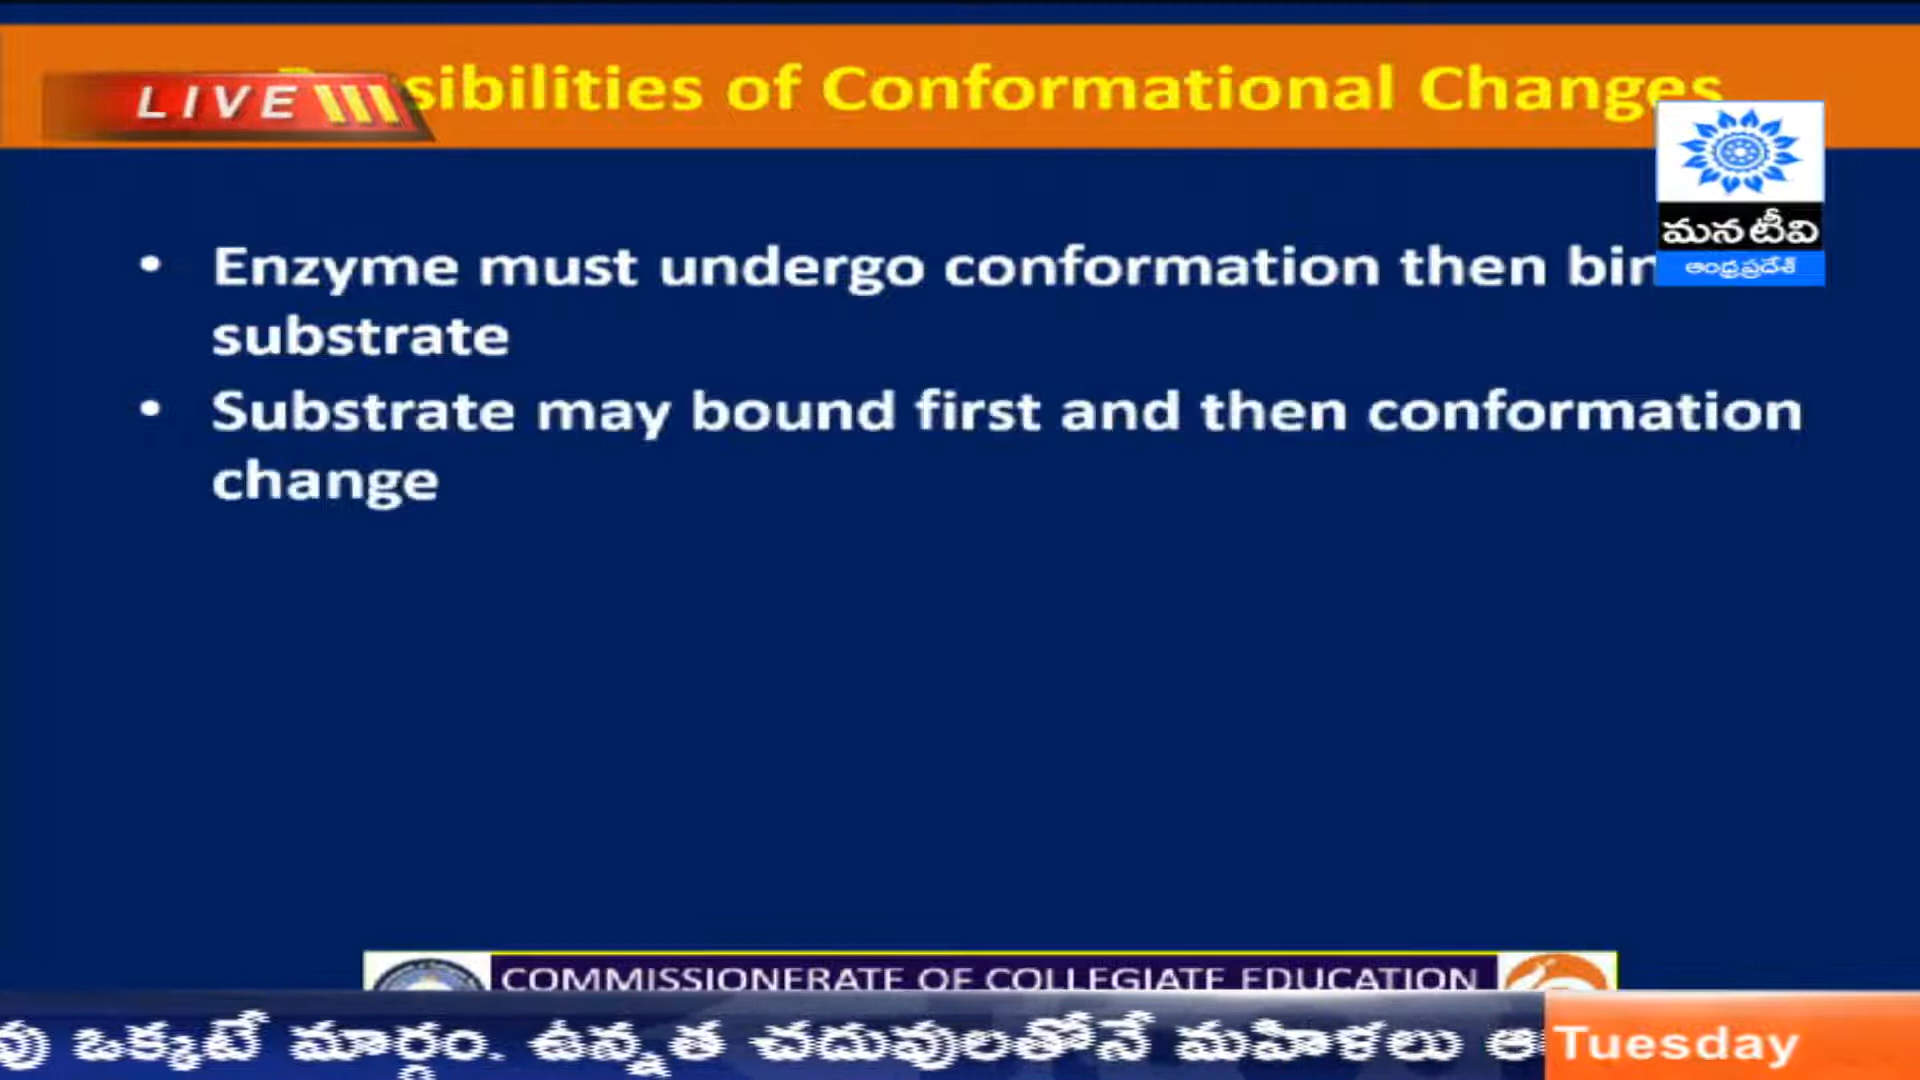 LIVE
sibilities of Conformational Changes
మన టీవి
ఆంధ్రప్రదేశ్
• Enzyme must undergo conformation then bin
substrate
• Substrate may bound first and then conformation
change
COMMISSIONERATE OF COLLEGIATE EDUCATION
ఒక్కటే మార్గం. ఉన్నత చదువులతోనే మహిళలు
Tuesday